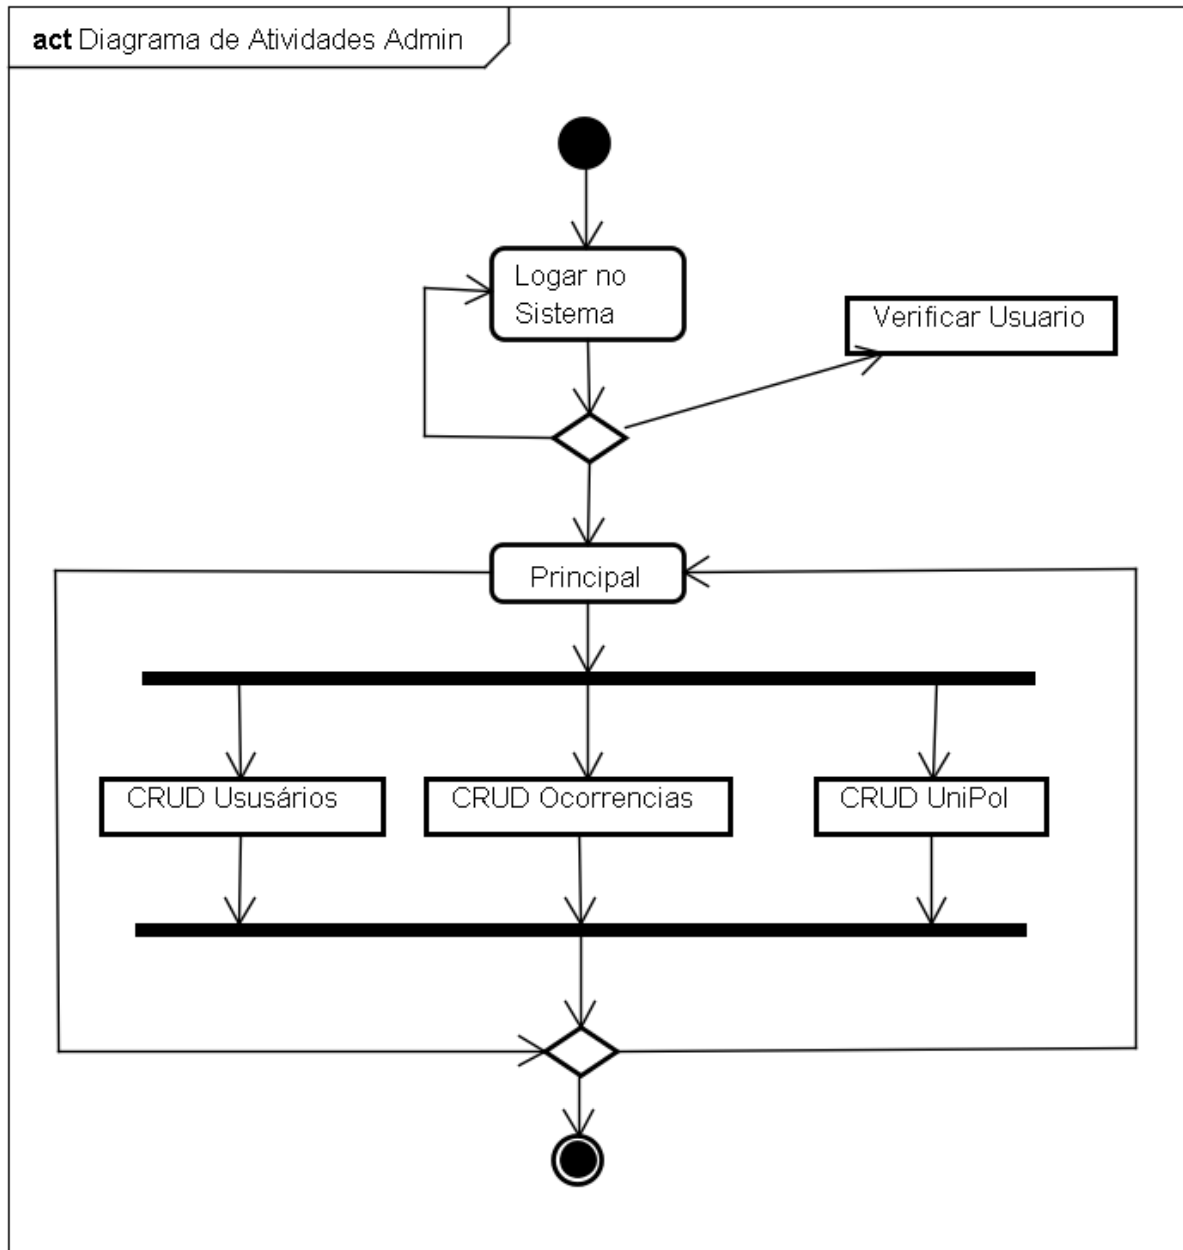 act Diagrama de Atividades Admin
Logar no
Sistema
Verificar Usuario
Principal
CRUD Ususários
CRUD Ocorrencias
CRUD UniPol